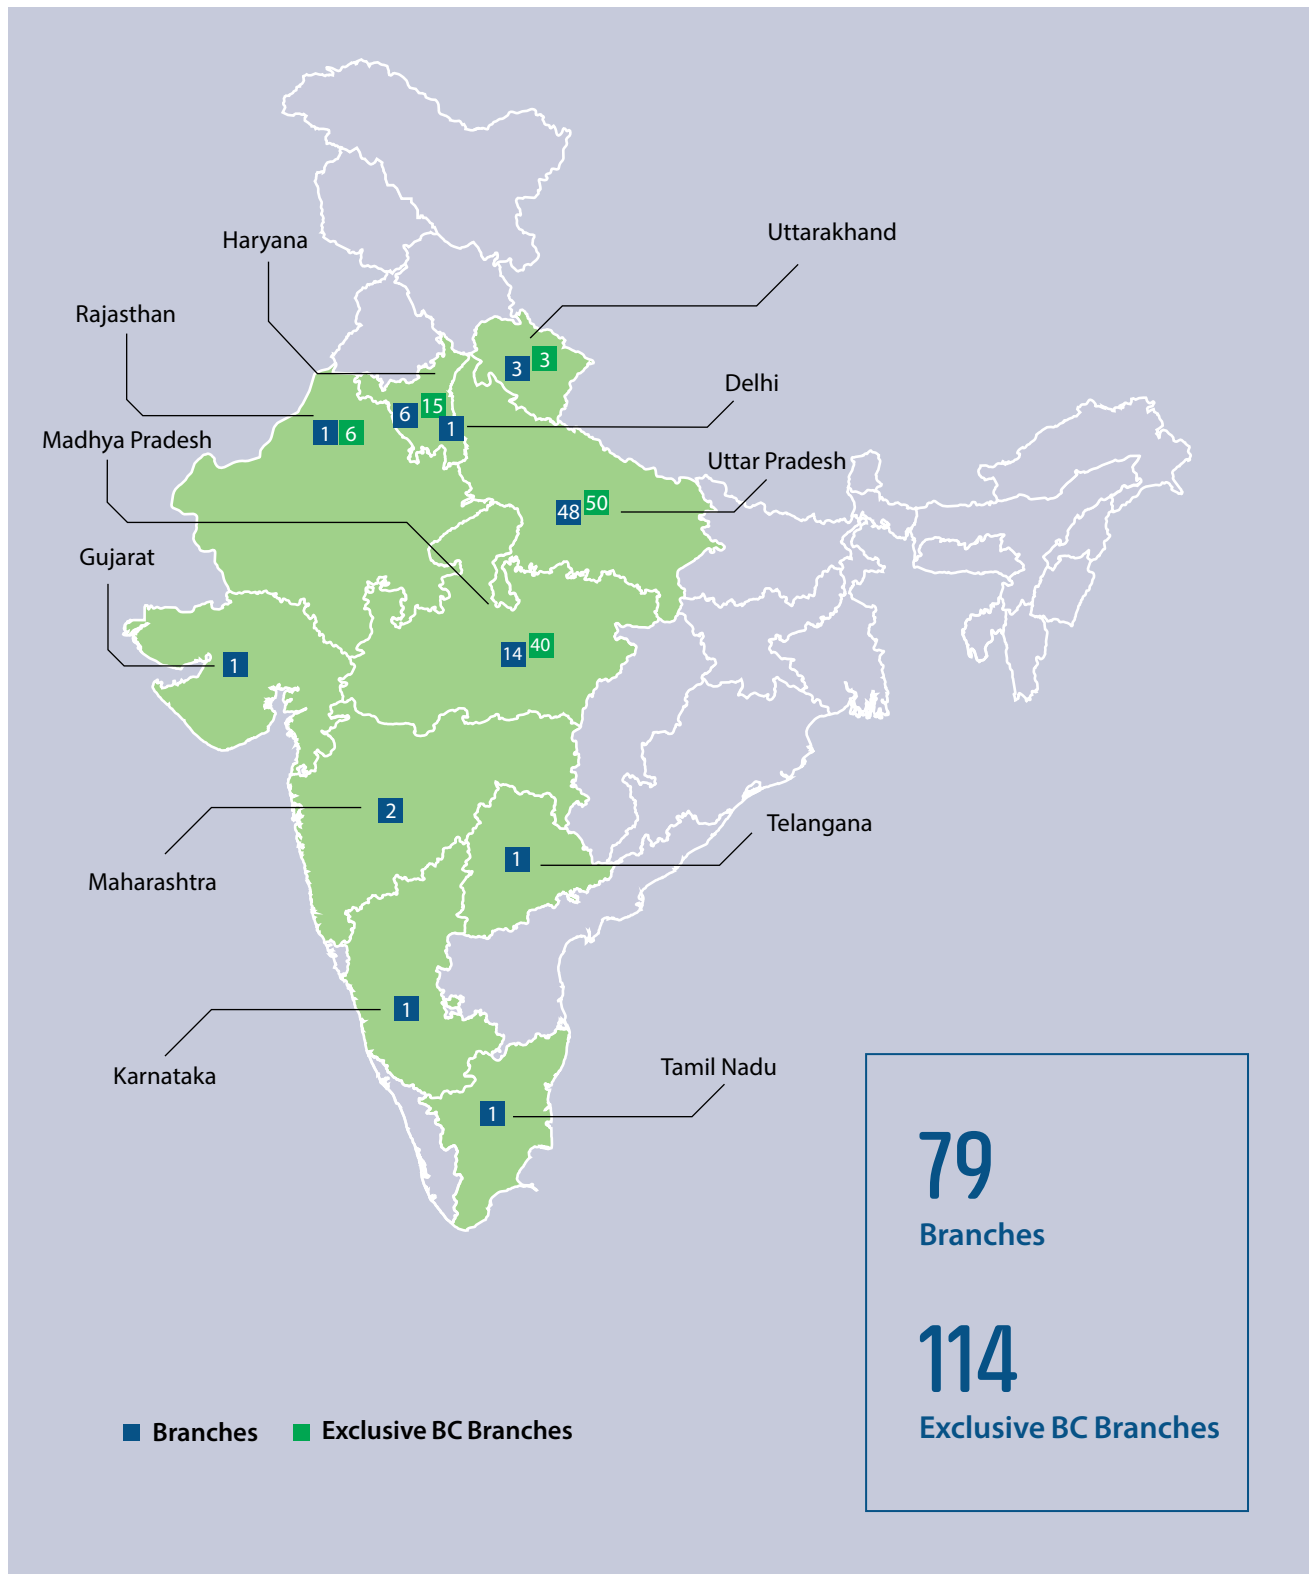 Haryana
Uttarakhand
Rajasthan
3 3
Delhi
6 15
1
1 6
Madhya Pradesh
Uttar Pradesh
48 50
Gujarat
14 40
1
2
Telangana
1
Maharashtra
1
Tamil Nadu
Karnataka
1
79
Branches
114
Exclusive BC Branches
Branches
Exclusive BC Branches